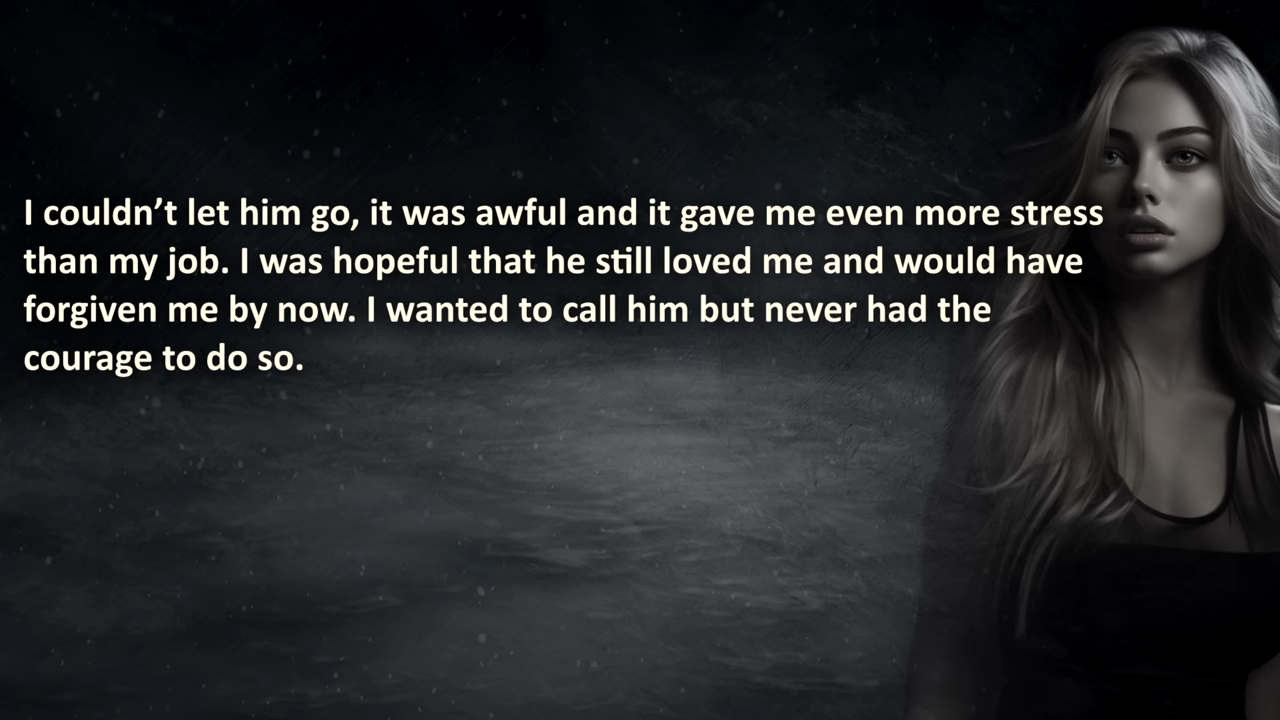 I couldn’t let him go, it was awful and it gave me even more stress
than my job. I was hopeful that he still loved me and would have
forgiven me by now. I wanted to call him but never had the
courage to do so.